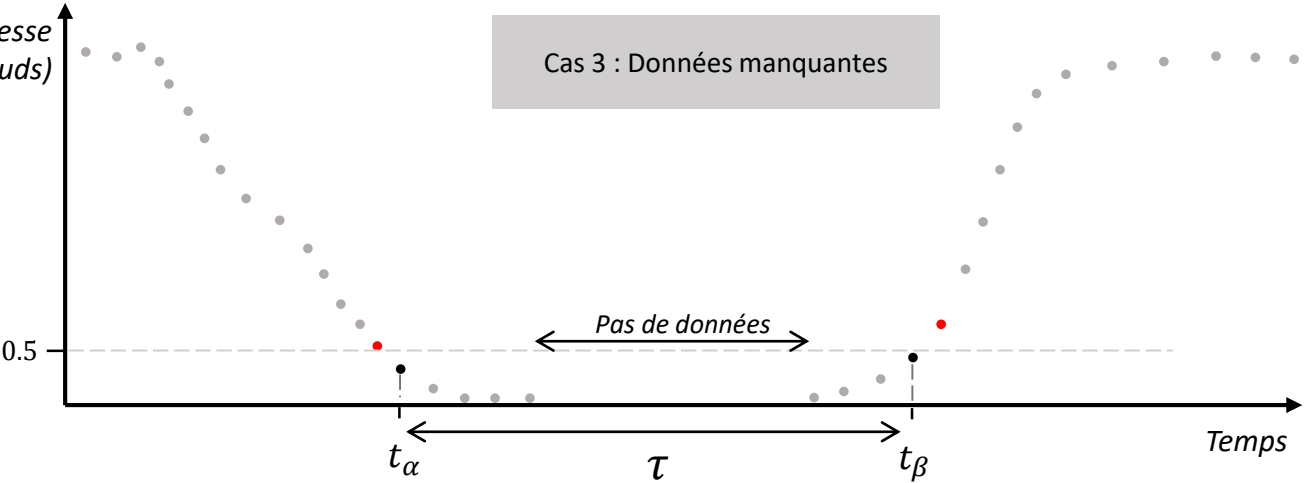 esse
uds)
Cas 3 : Données manquantes
Pas de données
0.5
Temps
tα
τ
tβ